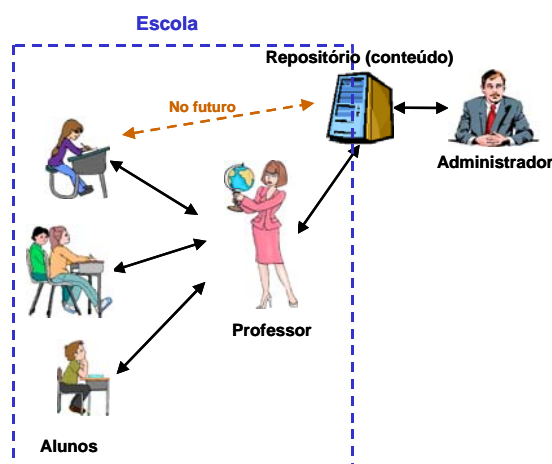 Escola
Repositório (conteúdo)
No futuro
Administrador
Professor
Alunos